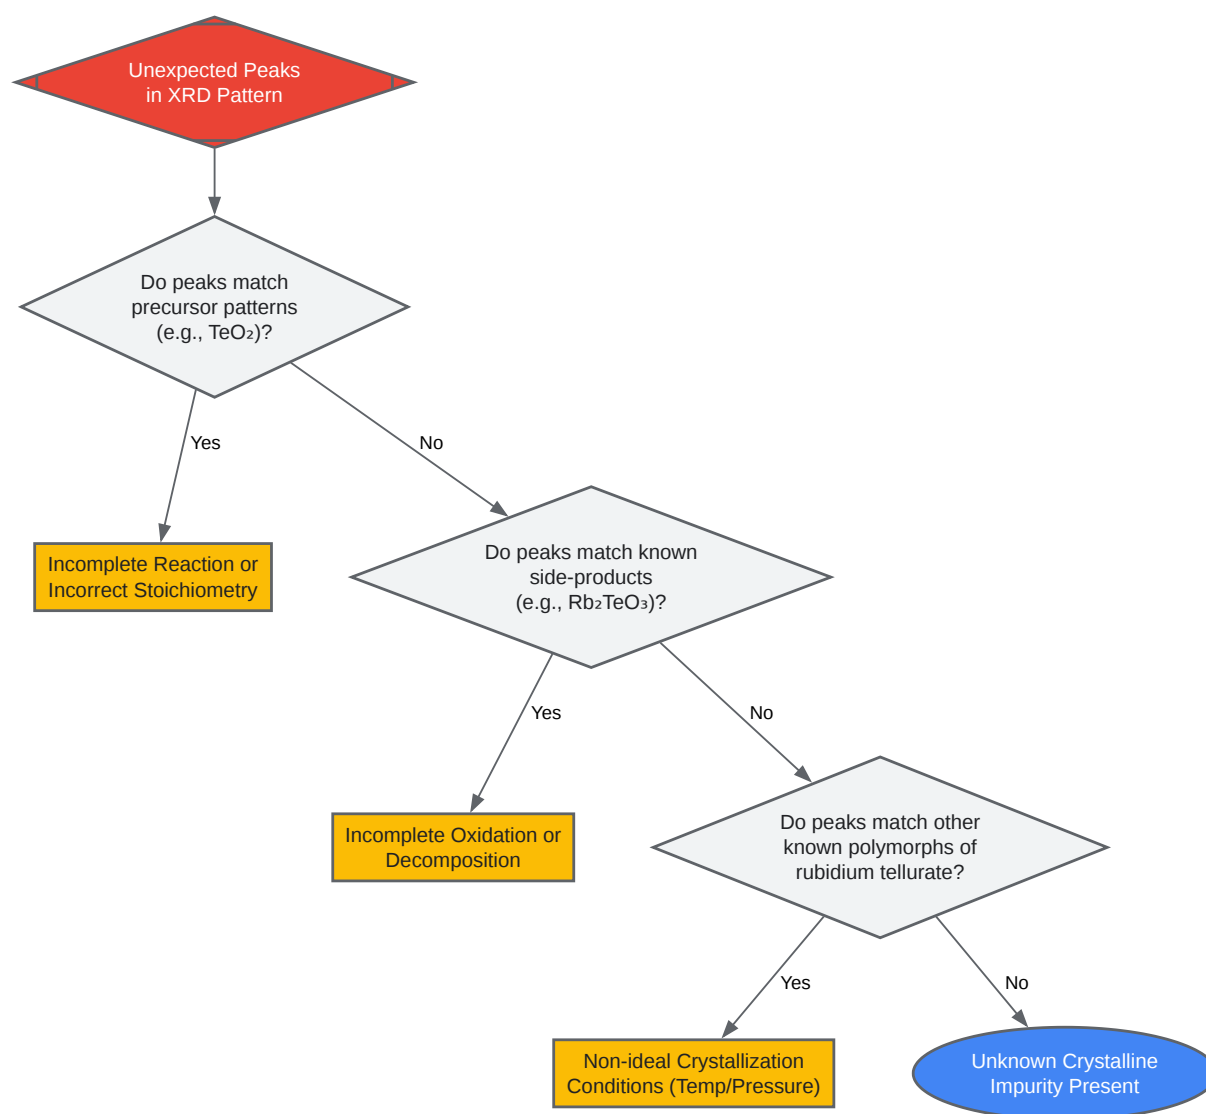 Unexpected Peaks
in XRD Pattern
Do peaks match
precursor patterns
(e.g., TeO₂)?
Yes
No
Incomplete Reaction or
Incorrect Stoichiometry
Do peaks match known
side-products
(e.g., Rb₂TeO₃)?
Yes
No
Incomplete Oxidation or
Decomposition
Do peaks match other
known polymorphs of
rubidium tellurate?
Yes
No
Non-ideal Crystallization
Conditions (Temp/Pressure)
Unknown Crystalline
Impurity Present